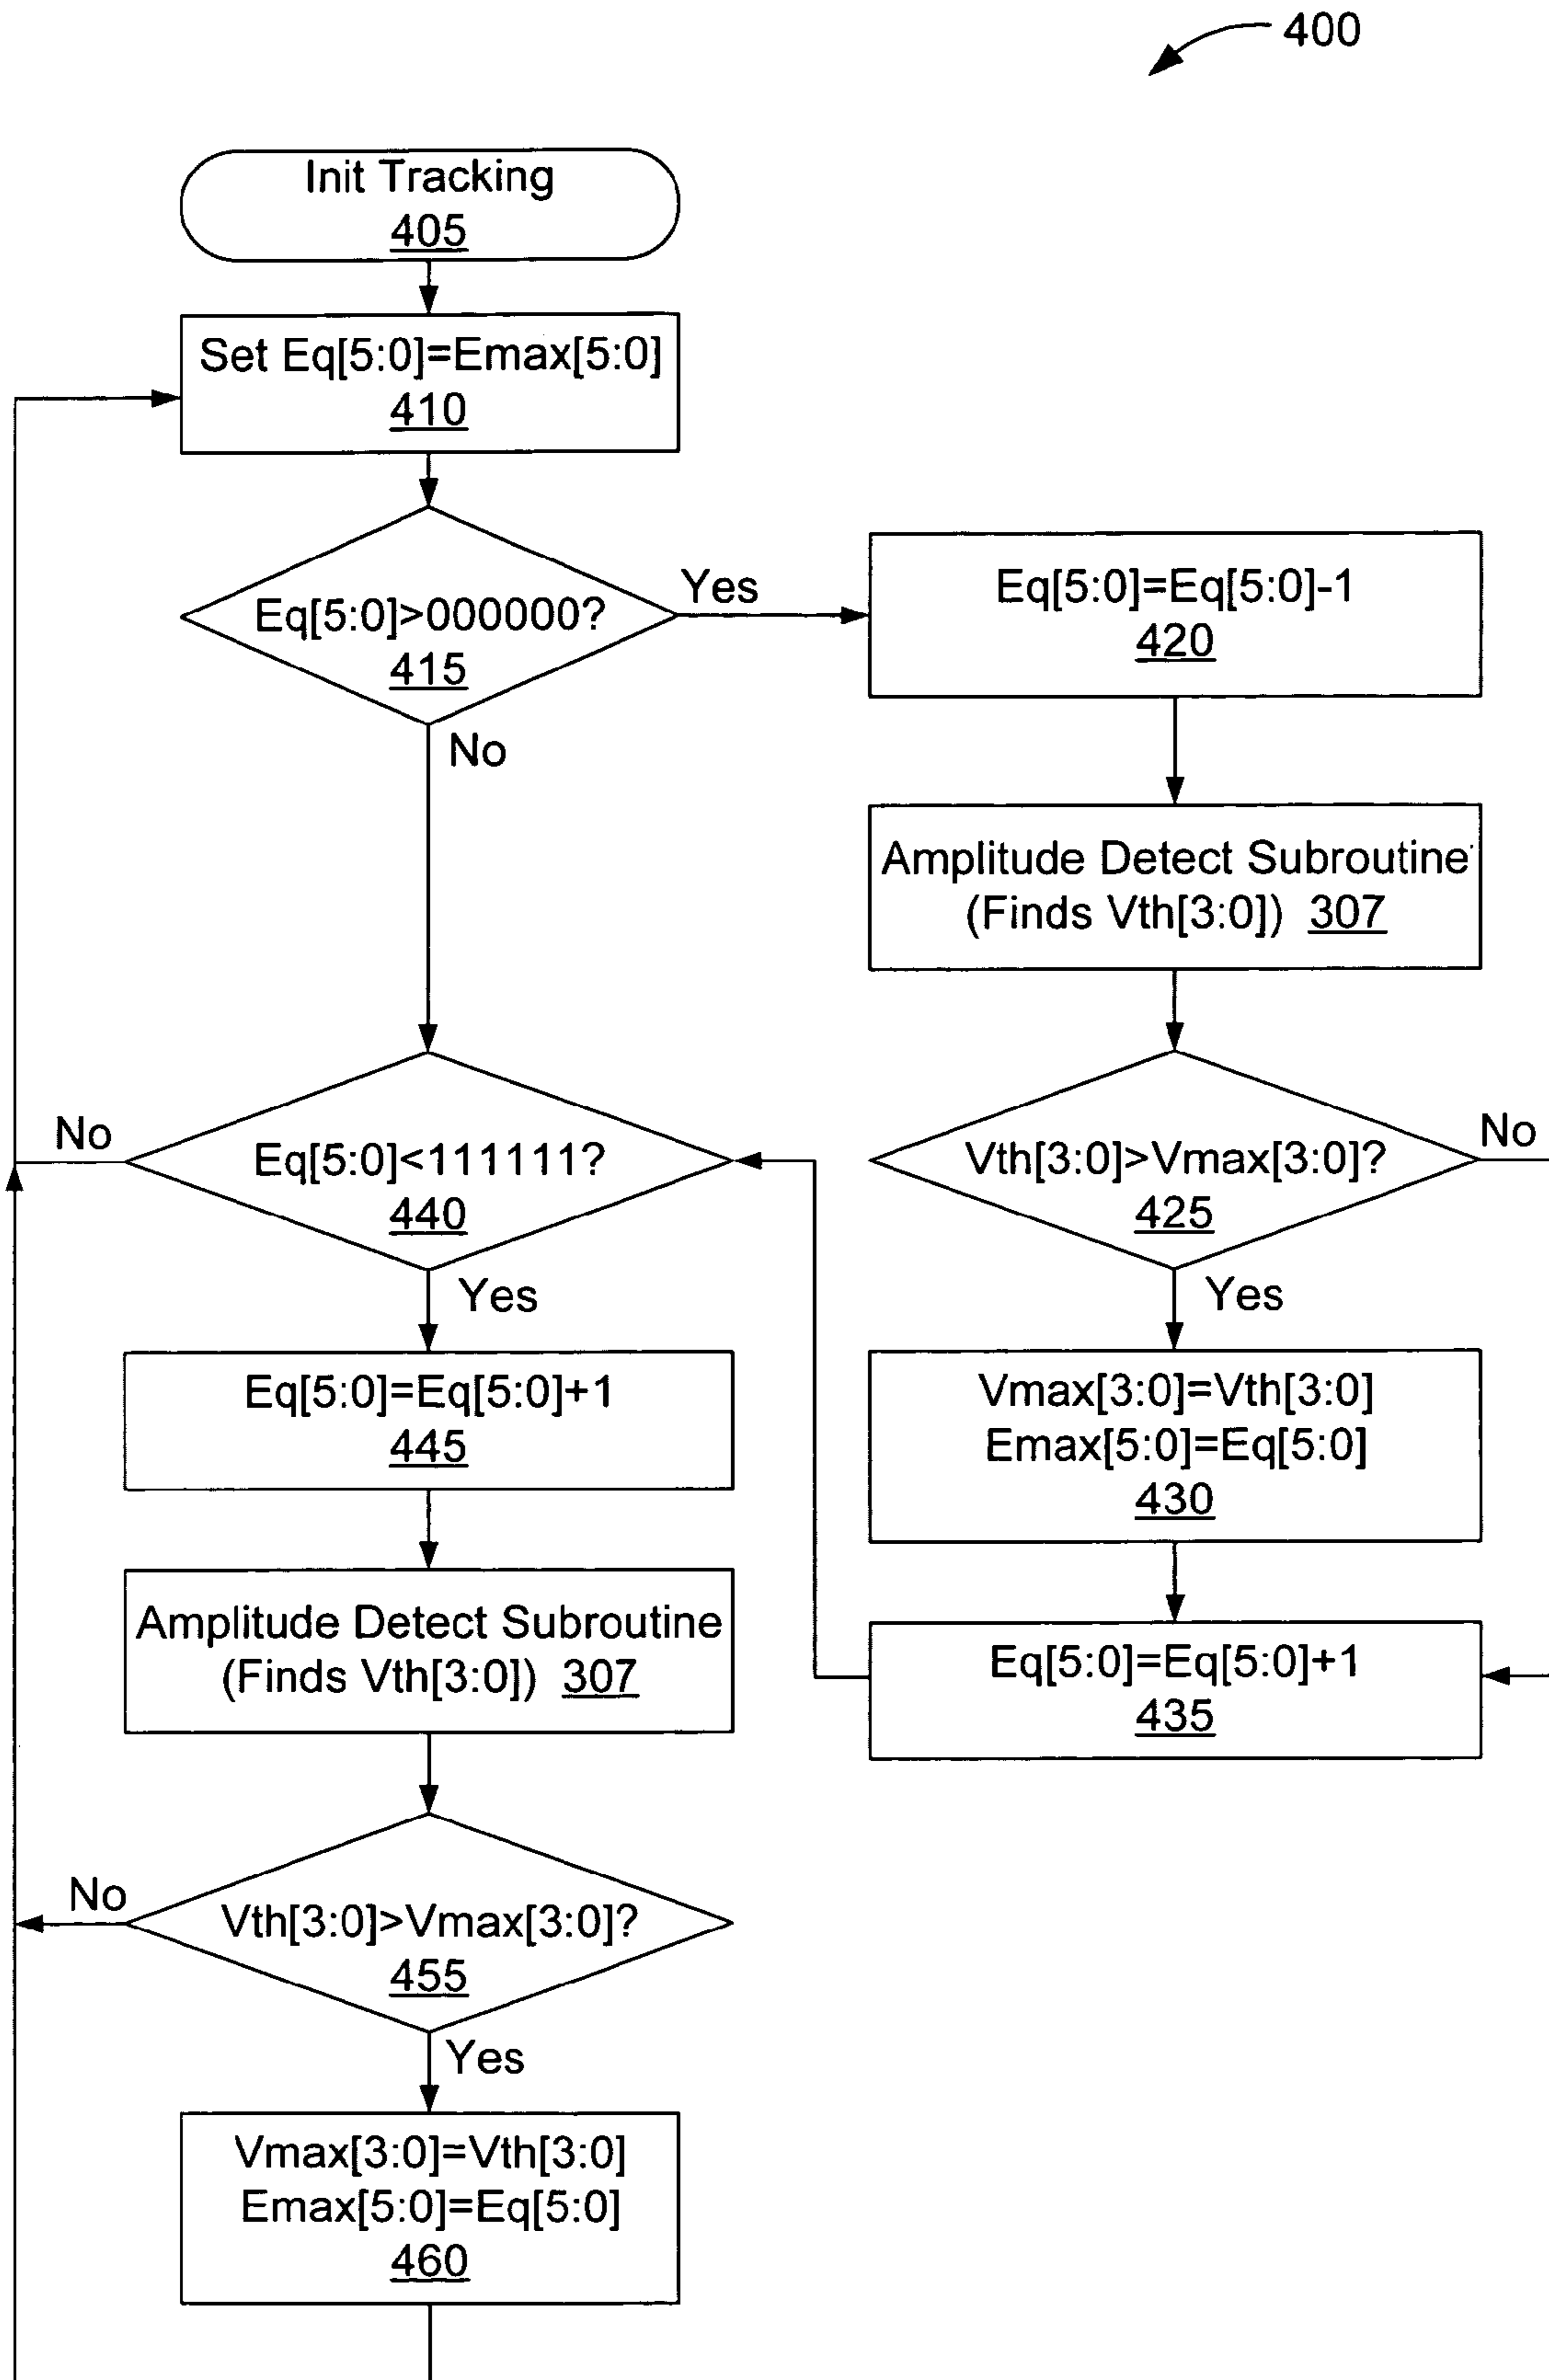 400
Init Tracking
405
Set Eq[5:0]=Emax[5:0]
410
Eq[5:0]>000000?
415
Yes
No
Eq[5:0]=Eq[5:0]-1
420
Amplitude Detect Subroutine
(Finds Vth[3:0]) 307
Vth[3:0]>Vmax[3:0]?
425
No
Yes
Vmax[3:0]=Vth[3:0]
Emax[5:0]=Eq[5:0]
430
Eq[5:0]=Eq[5:0]+1
435
Eq[5:0]<111111?
440
No
Yes
Eq[5:0]=Eq[5:0]+1
445
Amplitude Detect Subroutine
(Finds Vth[3:0]) 307
Vth[3:0]>Vmax[3:0]?
455
No
Yes
Vmax[3:0]=Vth[3:0]
Emax[5:0]=Eq[5:0]
460